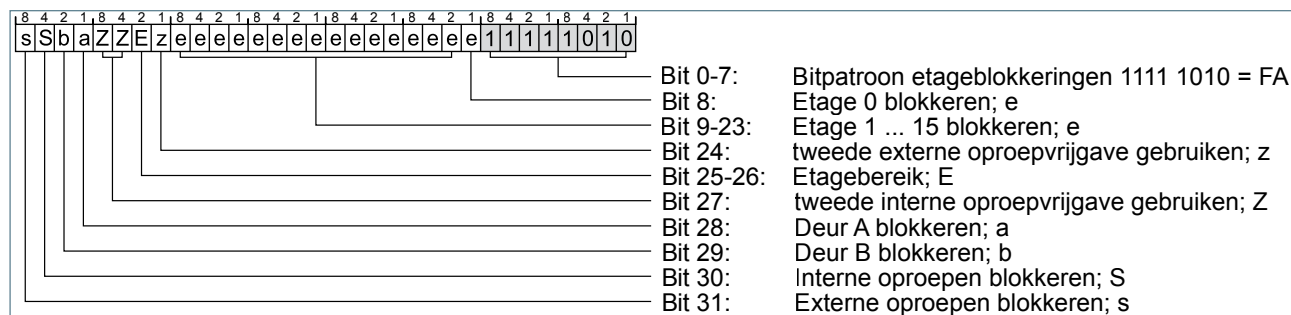 8 4 2 1 8 4 2 1 8 4 2 1 8 4 2 1 8 4 2 1 8 4 2 1 8 4 2 1 8 4 2 1
s S b a Z Z E z e e e e e e e e e e e e e e e e 1 1 1 1 1 0 1 0
Bit 0-7: Bitpatroon etageblokkeringen 1111 1010 = FA
Bit 8: Etage 0 blokkeren; e
Bit 9-23: Etage 1 ... 15 blokkeren; e
Bit 24: tweede externe oproepvrijgave gebruiken; z
Bit 25-26: Etagebereik; E
Bit 27: tweede interne oproepvrijgave gebruiken; Z
Bit 28: Deur A blokkeren; a
Bit 29: Deur B blokkeren; b
Bit 30: Interne oproepen blokkeren; S
Bit 31: Externe oproepen blokkeren; s